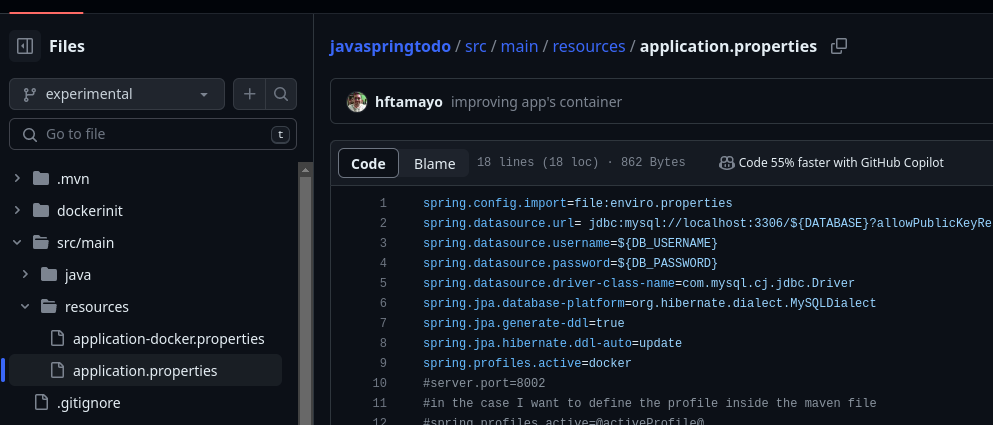 Files
experimental
Go to file
t
.mvn
dockerinit
src/main
java
resources
application-docker.properties
application.properties
.gitignore
javaspringtodo / src / main / resources / application.properties
hftamayo improving app's container
Code Blame 18 lines (18 loc) · 862 Bytes Code 55% faster with GitHub Copilot
1 spring.config.import=file:enviro.properties
2 spring.datasource.url= jdbc:mysql://localhost:3306/${DATABASE}?allowPublicKeyRe
3 spring.datasource.username=${DB_USERNAME}
4 spring.datasource.password=${DB_PASSWORD}
5 spring.datasource.driver-class-name=com.mysql.cj.jdbc.Driver
6 spring.jpa.database-platform=org.hibernate.dialect.MySQLDialect
7 spring.jpa.generate-ddl=true
8 spring.jpa.hibernate.ddl-auto=update
9 spring.profiles.active=docker
10 #server.port=8002
11 #in the case I want to define the profile inside the maven file
12 #spring.profiles.active=@activeProfile@